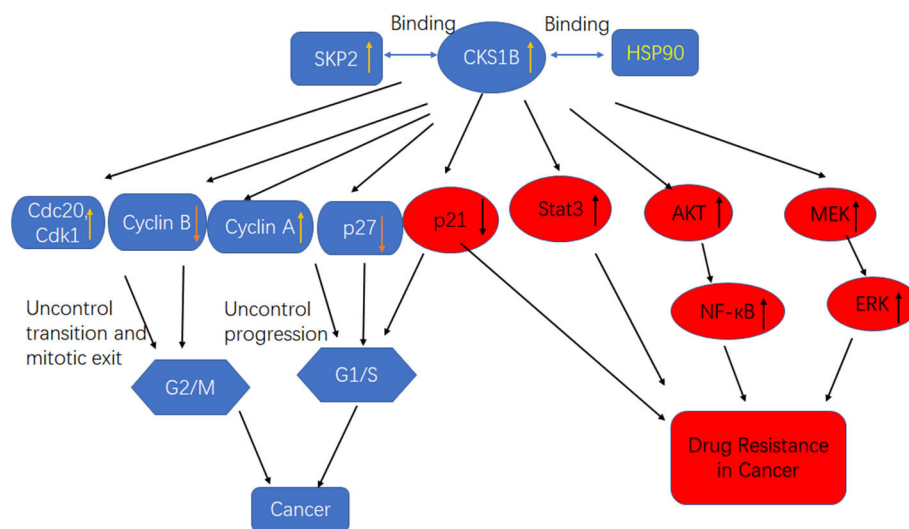 Binding
Binding
SKP2
CKS1B
HSP90
Cdc20,
Cdk1
Cyclin B
Cyclin A
p27
p21
Stat3
AKT
MEK
NF-κB
ERK
Uncontrol
transition and
mitotic exit
Uncontrol
progression
G2/M
G1/S
Drug Resistance
in Cancer
Cancer